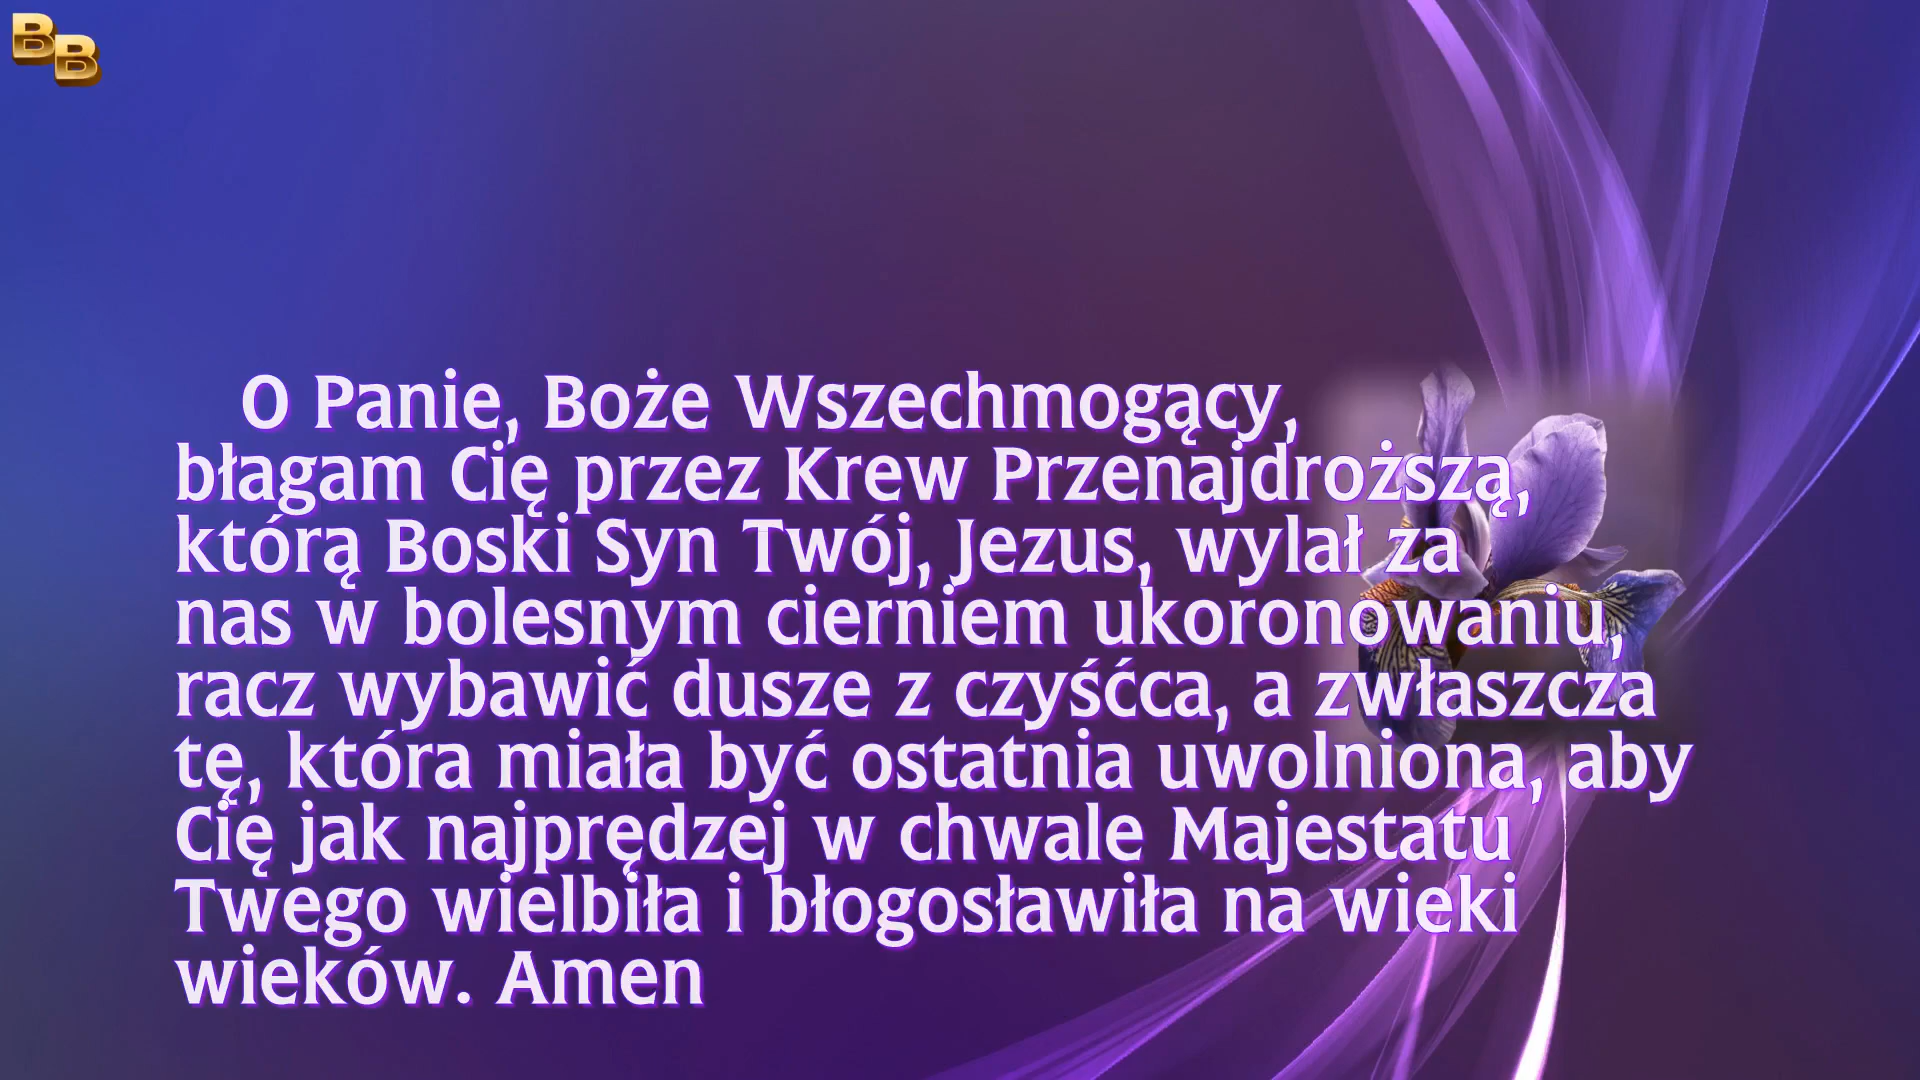 BB
O Panie, Boże Wszechmogący,
błagam Cię przez Krew Przenajdroższą,
którą Boski Syn Twój, Jezus, wylał za
nas w bolesnym cierniem ukoronowaniu,
racz wybawić dusze z czyśćca, a zwłaszcza
tę, która miała być ostatnia uwolniona, aby
Cię jak najprędzej w chwale Majestatu
Twego wielbiła i błogosławiła na wieki
wieków. Amen